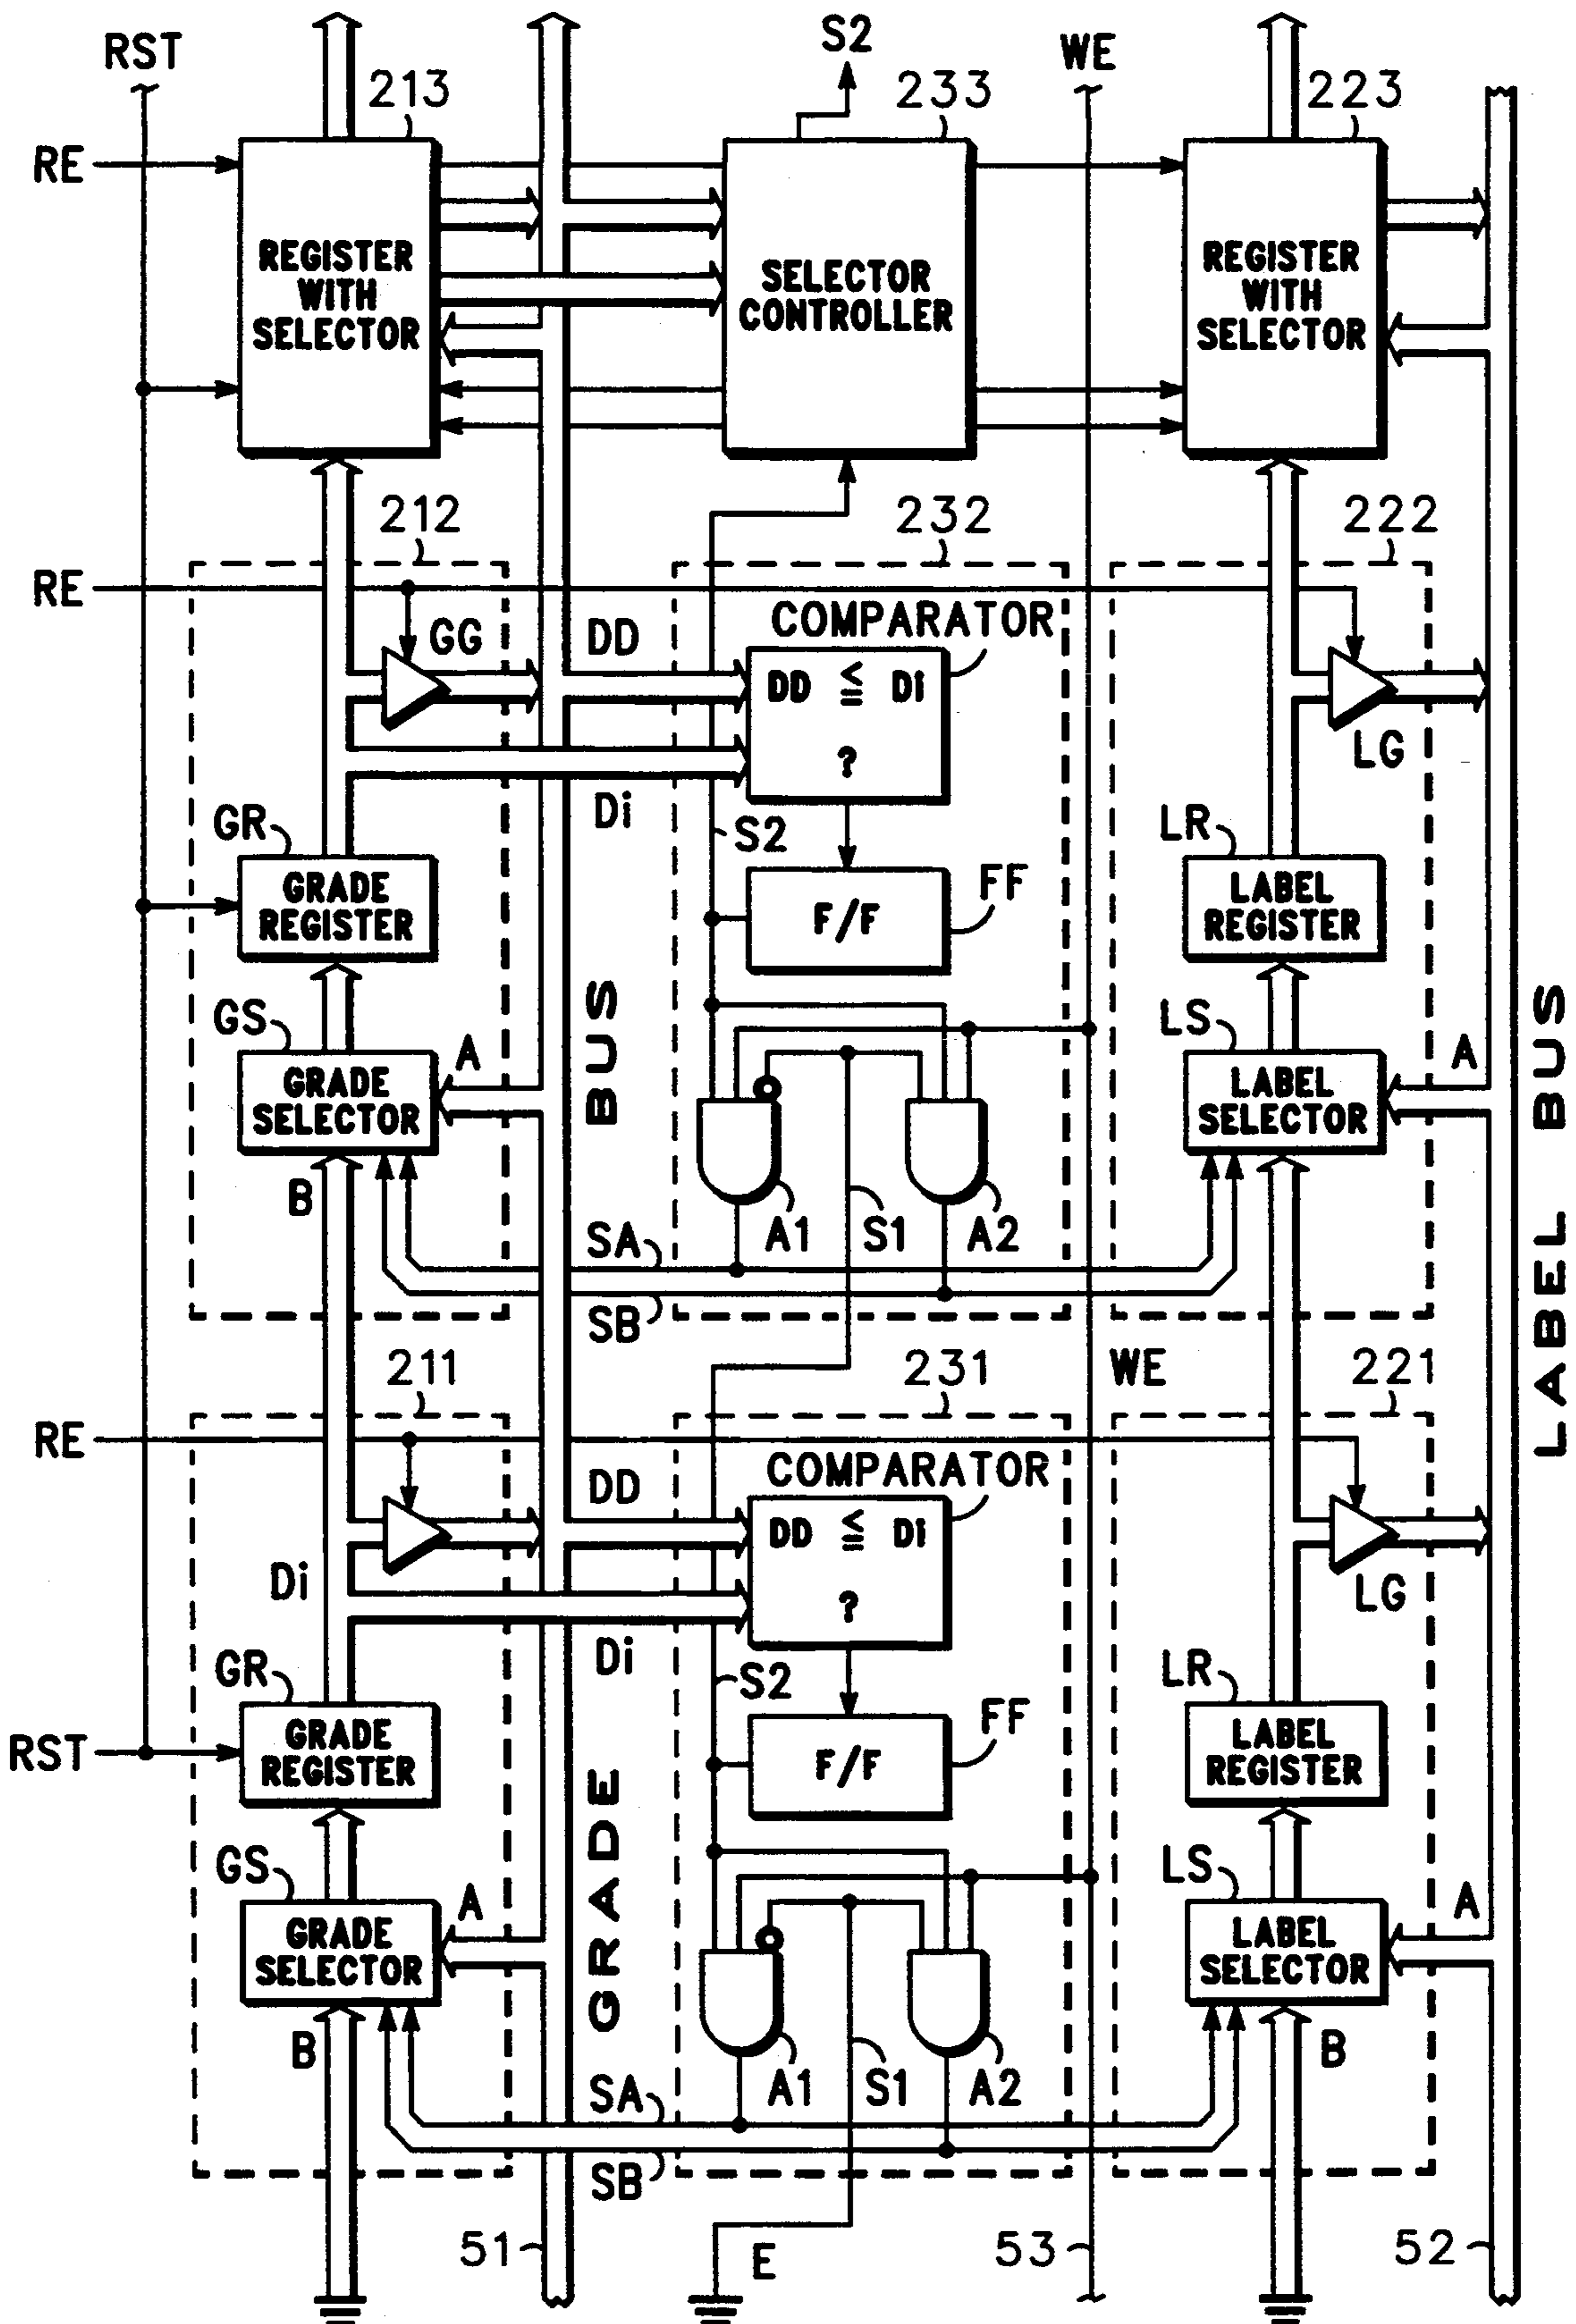 RST
S2
WE
213
233
223
RE
REGISTER
WITH
SELECTOR
SELECTOR
CONTROLLER
REGISTER
WITH
SELECTOR
212
232
222
RE
GG
DD
COMPARATOR
DD ≦ Di
?
LG
Di
GR
S2
LR
GRADE
REGISTER
F/F
FF
LABEL
REGISTER
GS
A
BUS
LS
A
GRADE
SELECTOR
LABEL
SELECTOR
B
SA
A1
S1
A2
SB
LABEL BUS
211
231
WE
221
RE
DD
COMPARATOR
DD ≦ Di
?
Di
LG
Di
GR
S2
LR
RST
GRADE
REGISTER
F/F
FF
LABEL
REGISTER
GS
A
GRADE
LS
A
GRADE
SELECTOR
LABEL
SELECTOR
B
B
SA
A1
S1
A2
SB
51
E
53
52